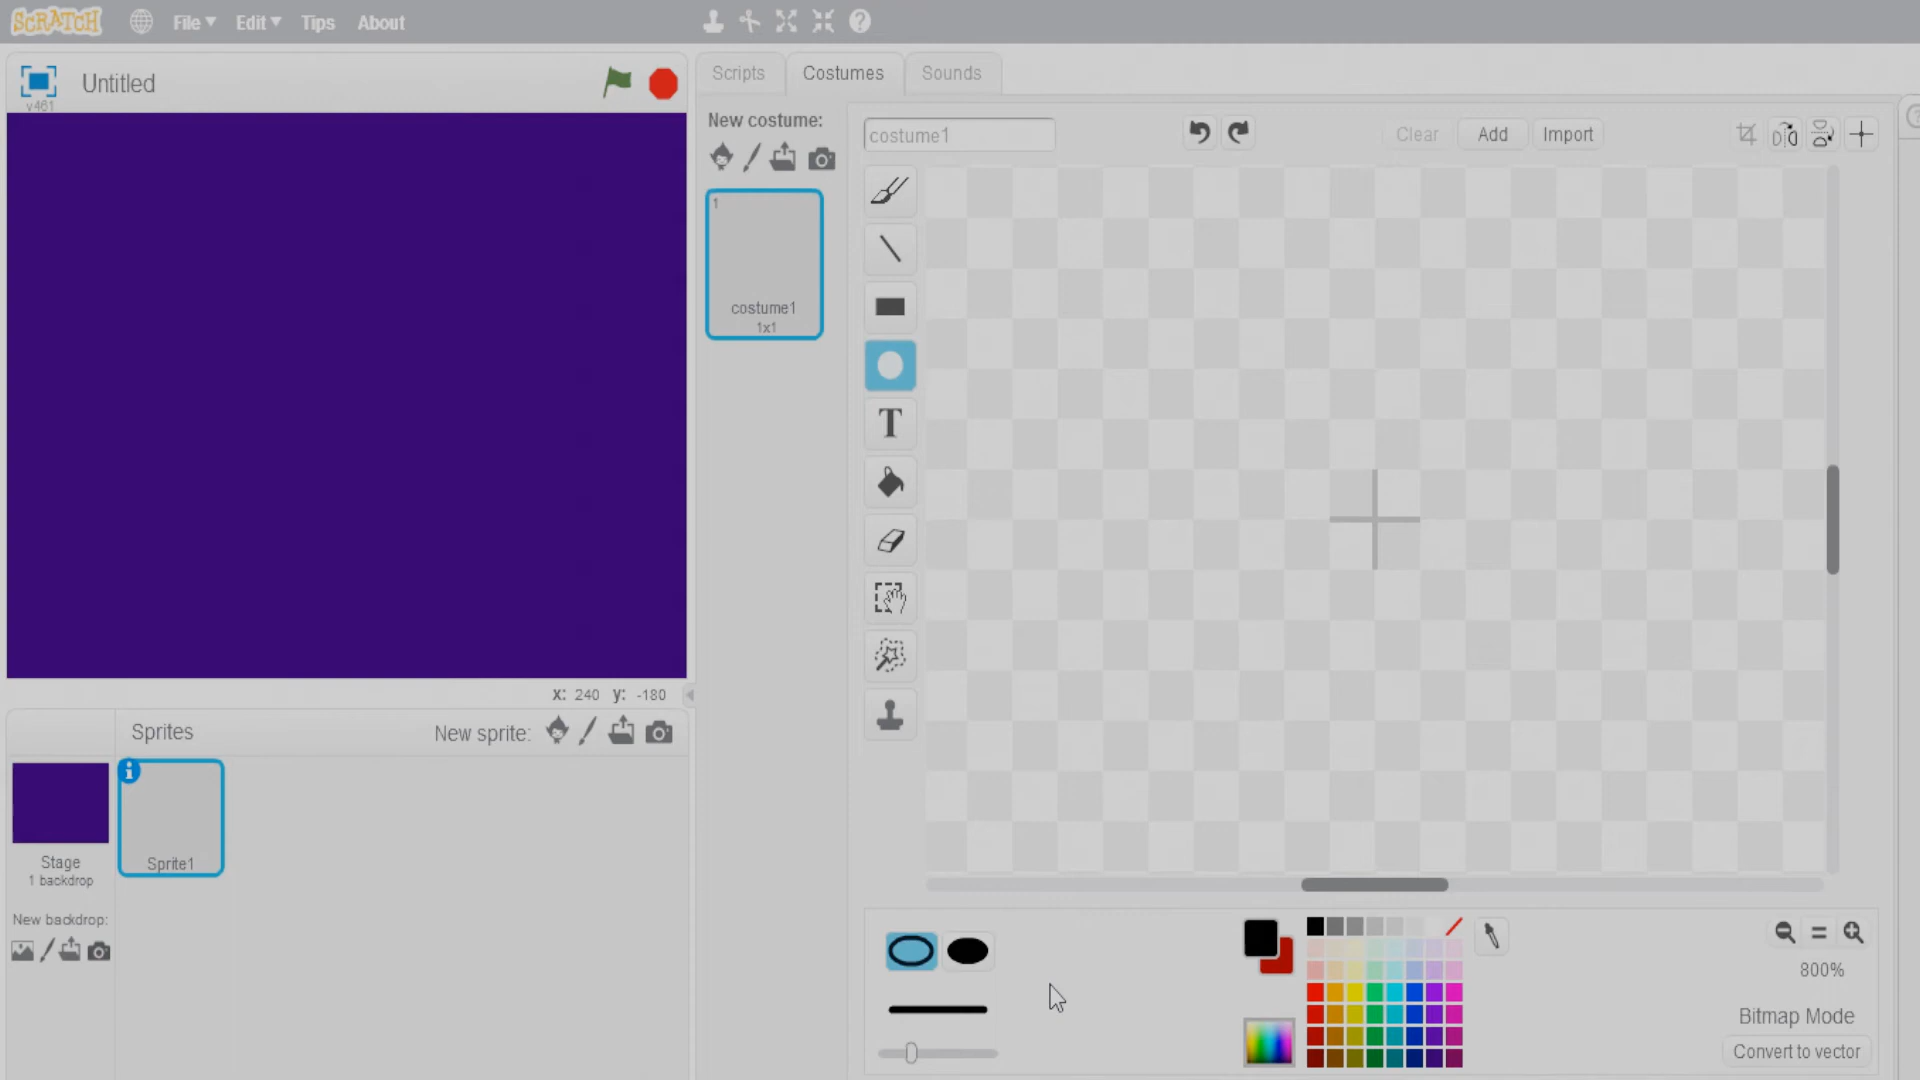 SCRATCH
File
Edit
Tips
About
v461
Untitled
Scripts
Costumes
Sounds
New costume:
costume1
Clear
Add
Import
1
costume1
1x1
T
x: 240 y: -180
Sprites
New sprite:
Stage
1 backdrop
Sprite1
New backdrop:
800%
Bitmap Mode
Convert to vector